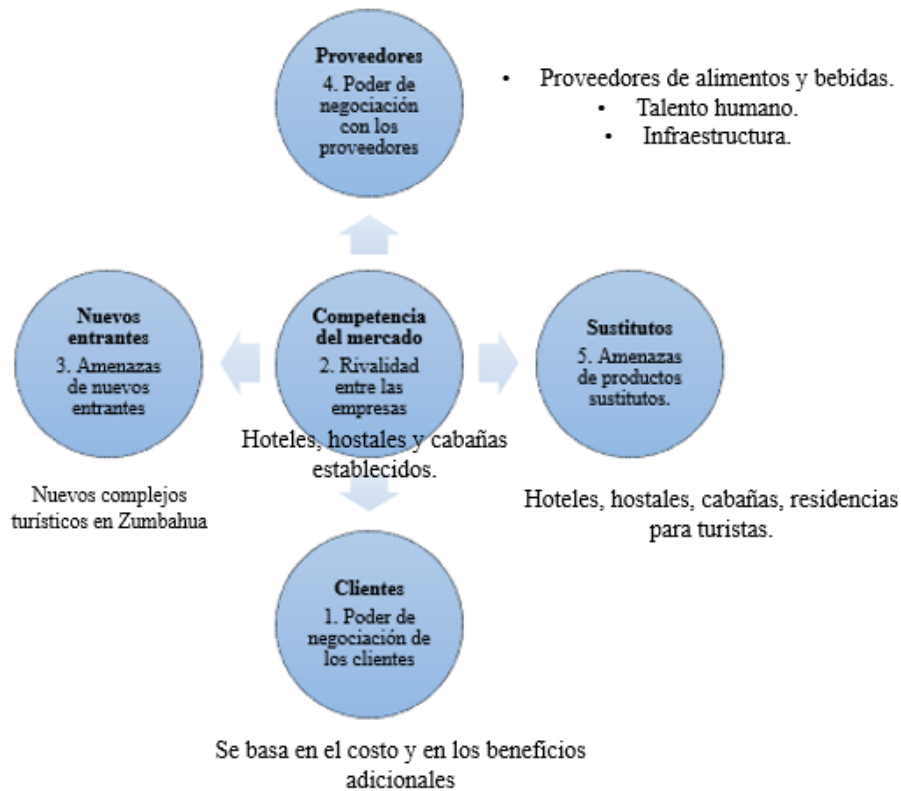 Proveedores
4. Poder de
negociación
con los
proveedores
• Proveedores de alimentos y bebidas.
• Talento humano.
• Infraestructura.
Nuevos
entrantes
3. Amenazas
de nuevos
entrantes
Nuevos complejos
turísticos en Zumbahua
Competencia
del mercado
2. Rivalidad
entre las
empresas
Hoteles, hostales y cabañas
establecidos.
Sustitutos
5. Amenazas
de productos
sustitutos.
Hoteles, hostales, cabañas, residencias
para turistas.
Clientes
1. Poder de
negociación de
los clientes
Se basa en el costo y en los beneficios
adicionales